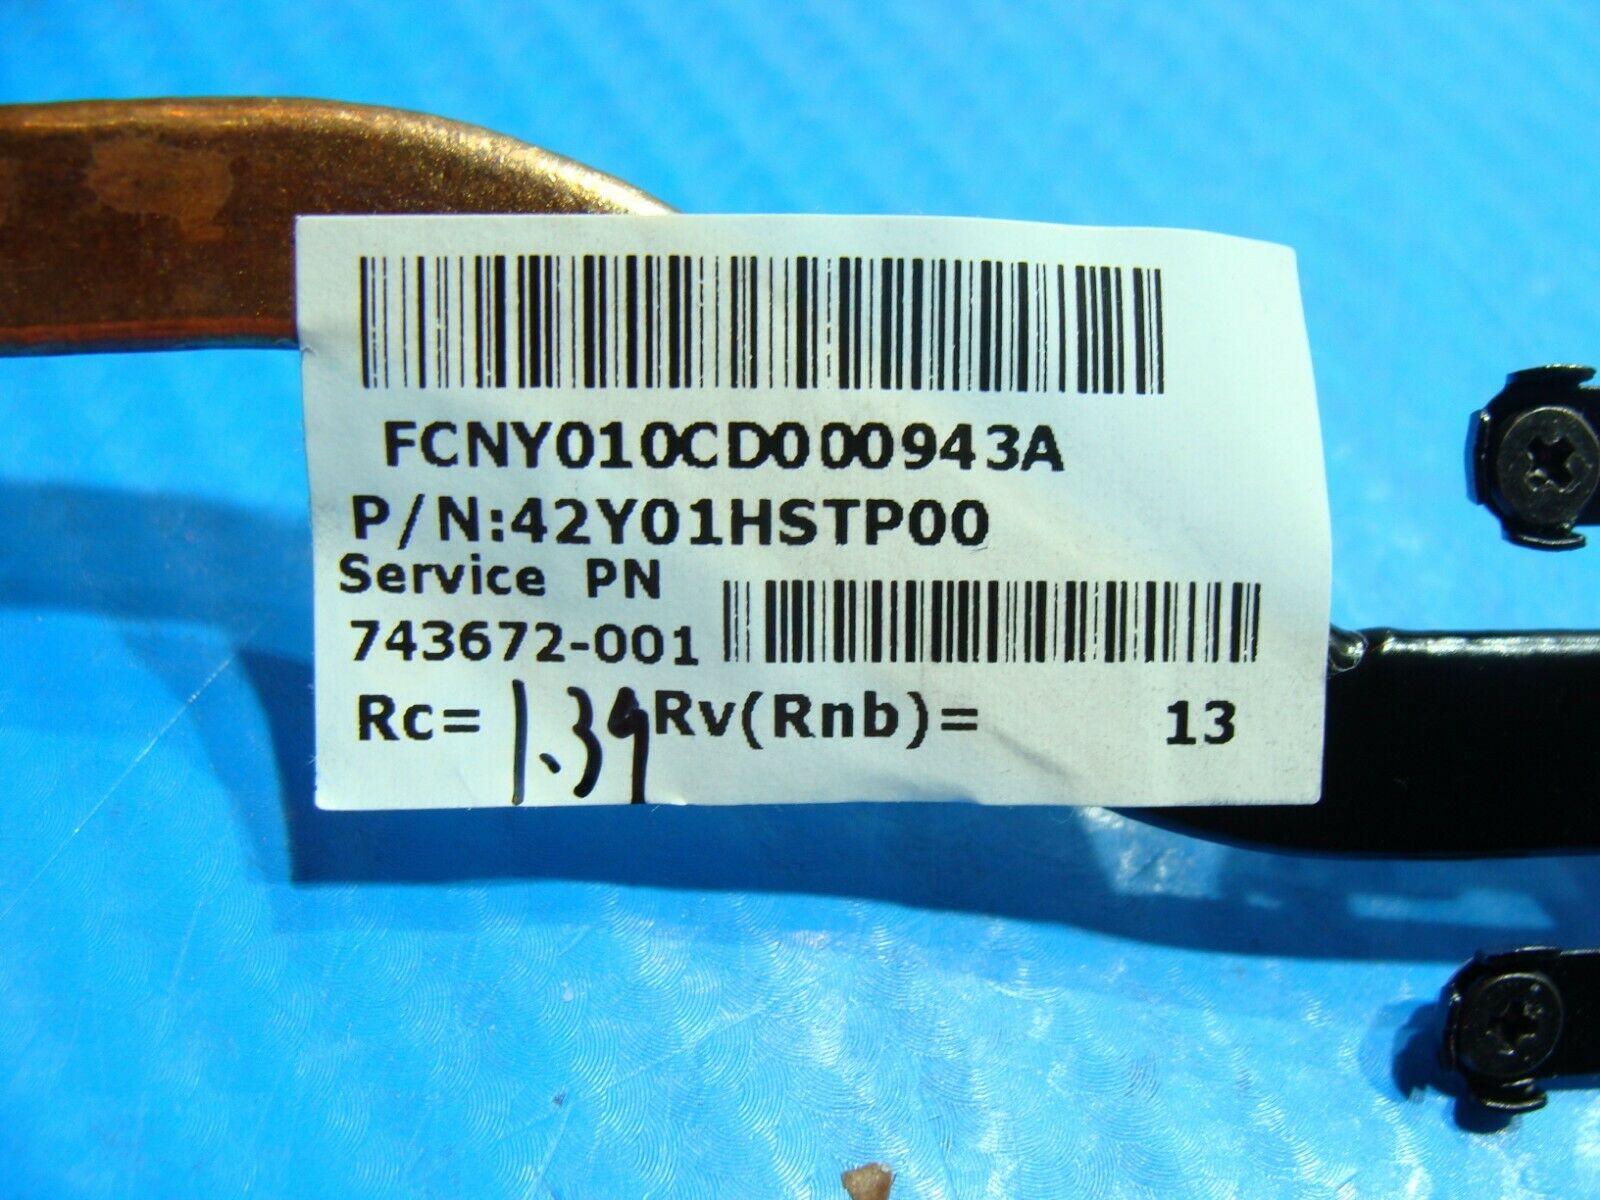 FCNY010CD000943A
P/N:42Y01HSTP00
Service PN
743672-001
Rc= 1.39 Rv(Rnb)= 13